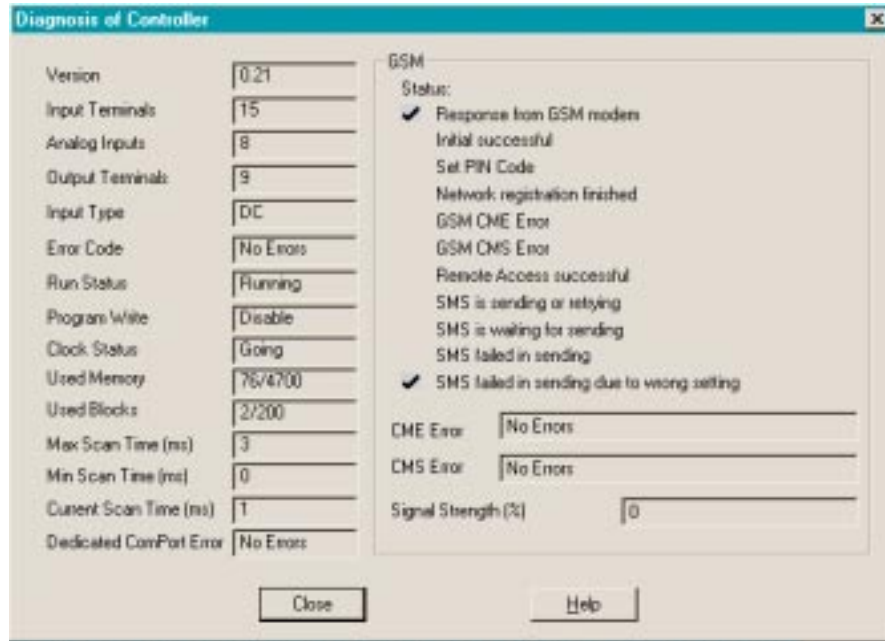 Diagnosis of Controller
Version 0.21
Input Terminals 15
Analog Inputs 8
Output Terminals 9
Input Type DC
Error Code No Errors
Run Status Running
Program Write Disable
Clock Status Going
Used Memory 76/4700
Used Blocks 2/200
Max Scan Time (ms) 3
Min Scan Time (ms) 0
Current Scan Time (ms) 1
Dedicated ComPort Error No Errors
GSM
Status:
Response from GSM modem
Initial successful
Set PIN Code
Network registration finished
GSM CME Error
GSM CMS Error
Remote Access successful
SMS is sending or retrying
SMS is waiting for sending
SMS failed in sending
SMS failed in sending due to wrong setting
CME Error No Errors
CMS Error No Errors
Signal Strength (%) 0
Close
Help